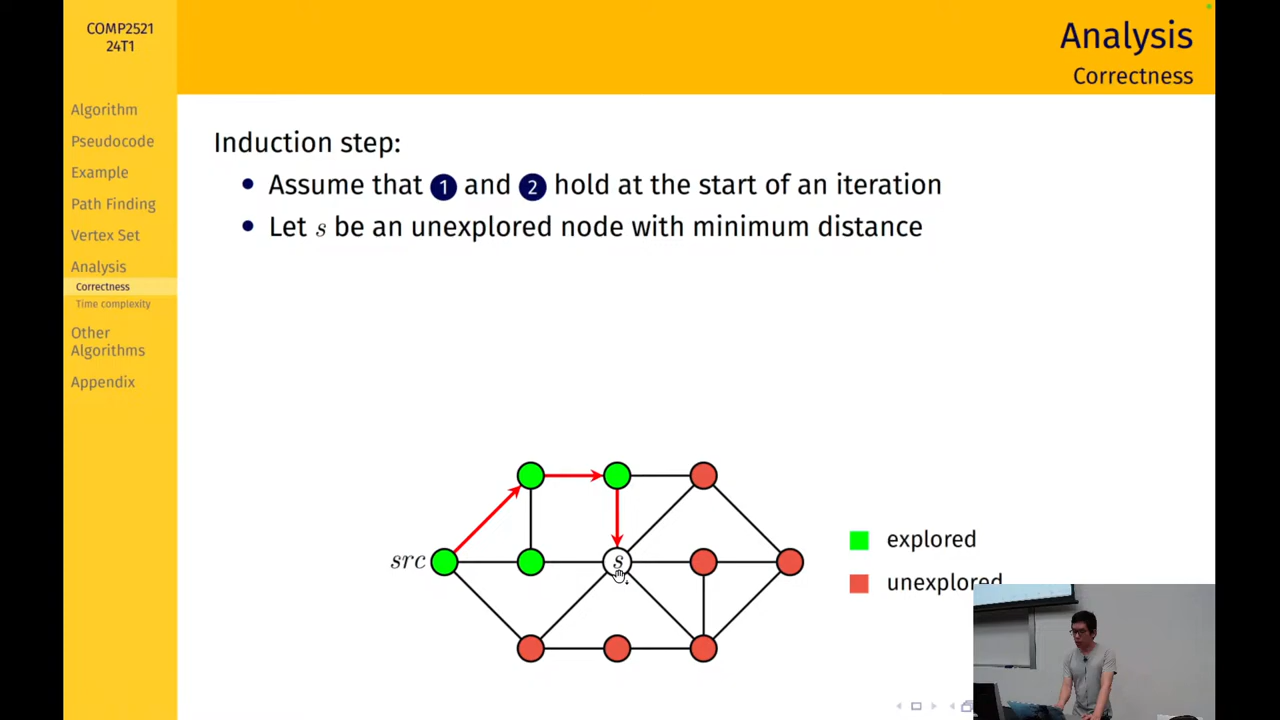 COMP2521
24T1
Analysis
Correctness
Algorithm
Pseudocode
Example
Path Finding
Vertex Set
Analysis
Correctness
Time complexity
Other
Algorithms
Appendix
Induction step:
• Assume that 1 and 2 hold at the start of an iteration
• Let s be an unexplored node with minimum distance
src
s
explored
unexplored